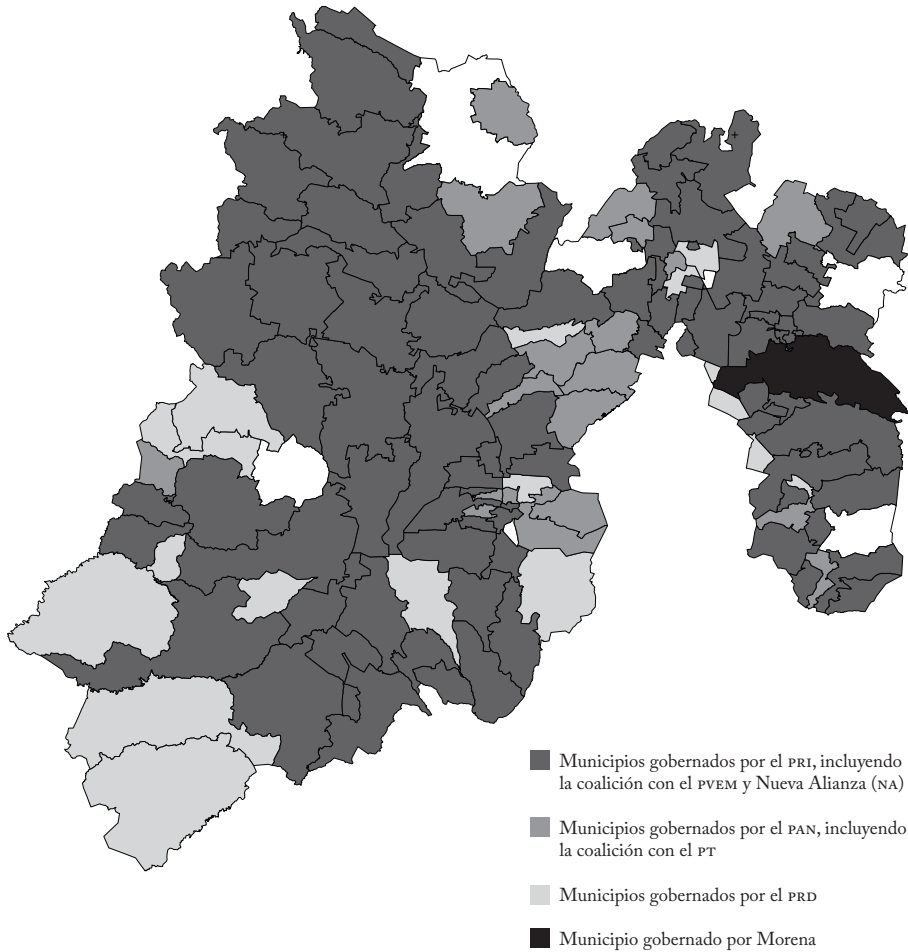 Municipios gobernados por el PRI, incluyendo
la coalición con el PVEM y Nueva Alianza (NA)
Municipios gobernados por el PAN, incluyendo
la coalición con el PT
Municipios gobernados por el PRD
Municipio gobernado por Morena